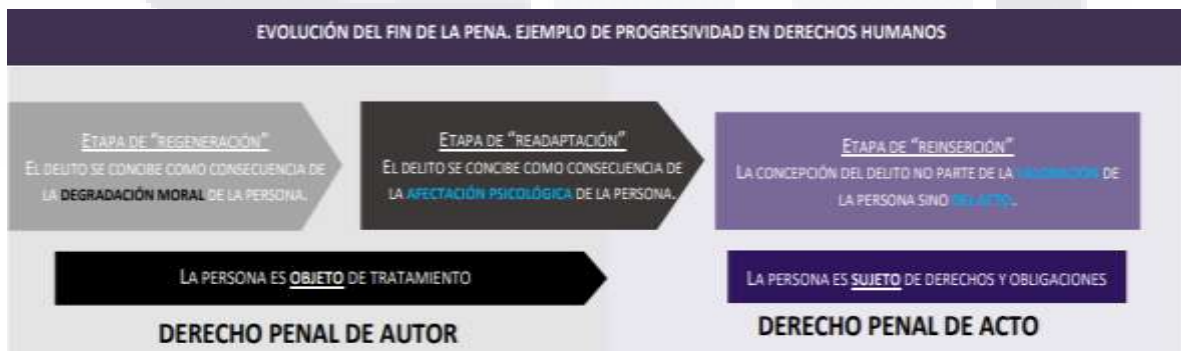 EVOLUCIÓN DEL FIN DE LA PENA. EJEMPLO DE PROGRESIVIDAD EN DERECHOS HUMANOS
ETAPA DE “REGENERACIÓN”
EL DELITO SE CONCIBE COMO CONSECUENCIA DE
LA DEGRADACIÓN MORAL DE LA PERSONA.
ETAPA DE “READAPTACIÓN”
EL DELITO SE CONCIBE COMO CONSECUENCIA DE
LA AFECTACIÓN PSICOLÓGICA DE LA PERSONA.
ETAPA DE “REINSERCIÓN”
LA CONCEPCIÓN DEL DELITO NO PARTE DE LA VALORACIÓN DE
LA PERSONA SINO DEL ACTO.
LA PERSONA ES OBJETO DE TRATAMIENTO
LA PERSONA ES SUJETO DE DERECHOS Y OBLIGACIONES
DERECHO PENAL DE AUTOR
DERECHO PENAL DE ACTO